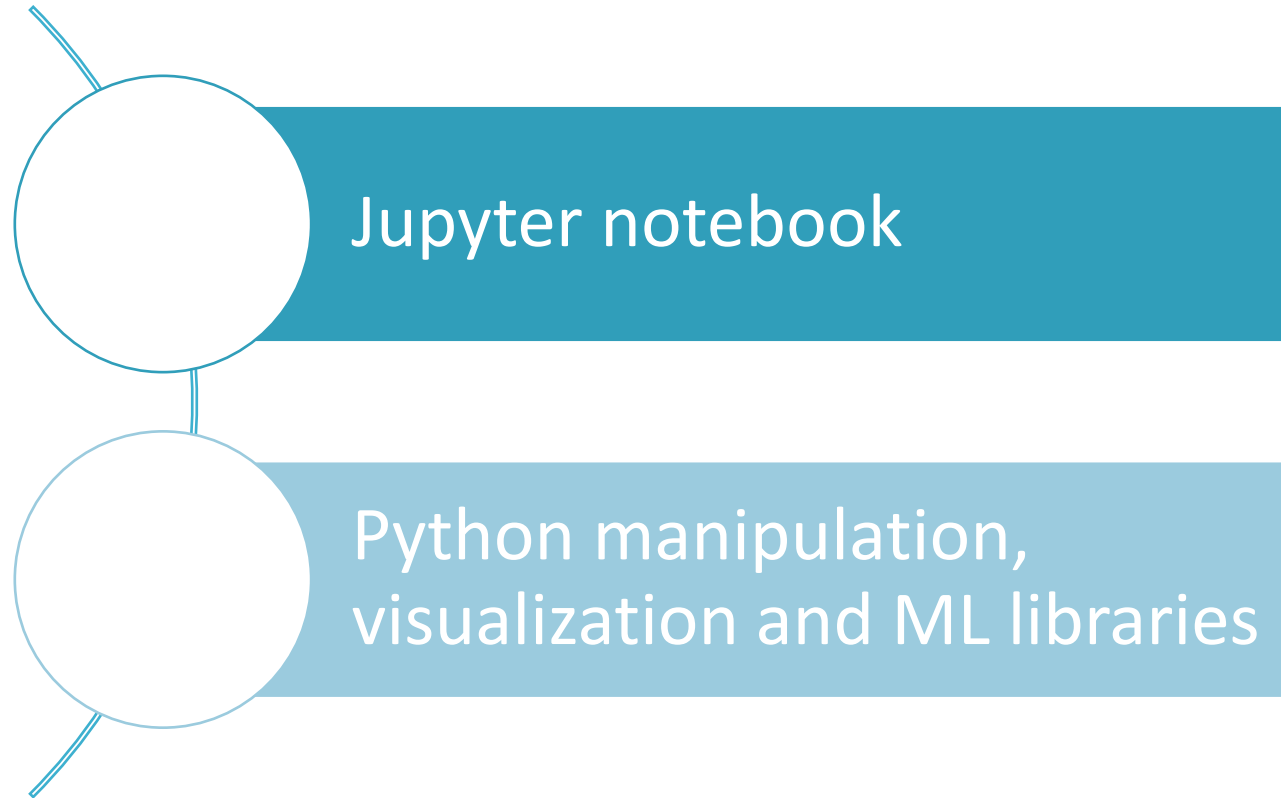 Jupyter notebook
Python manipulation,
visualization and ML libraries